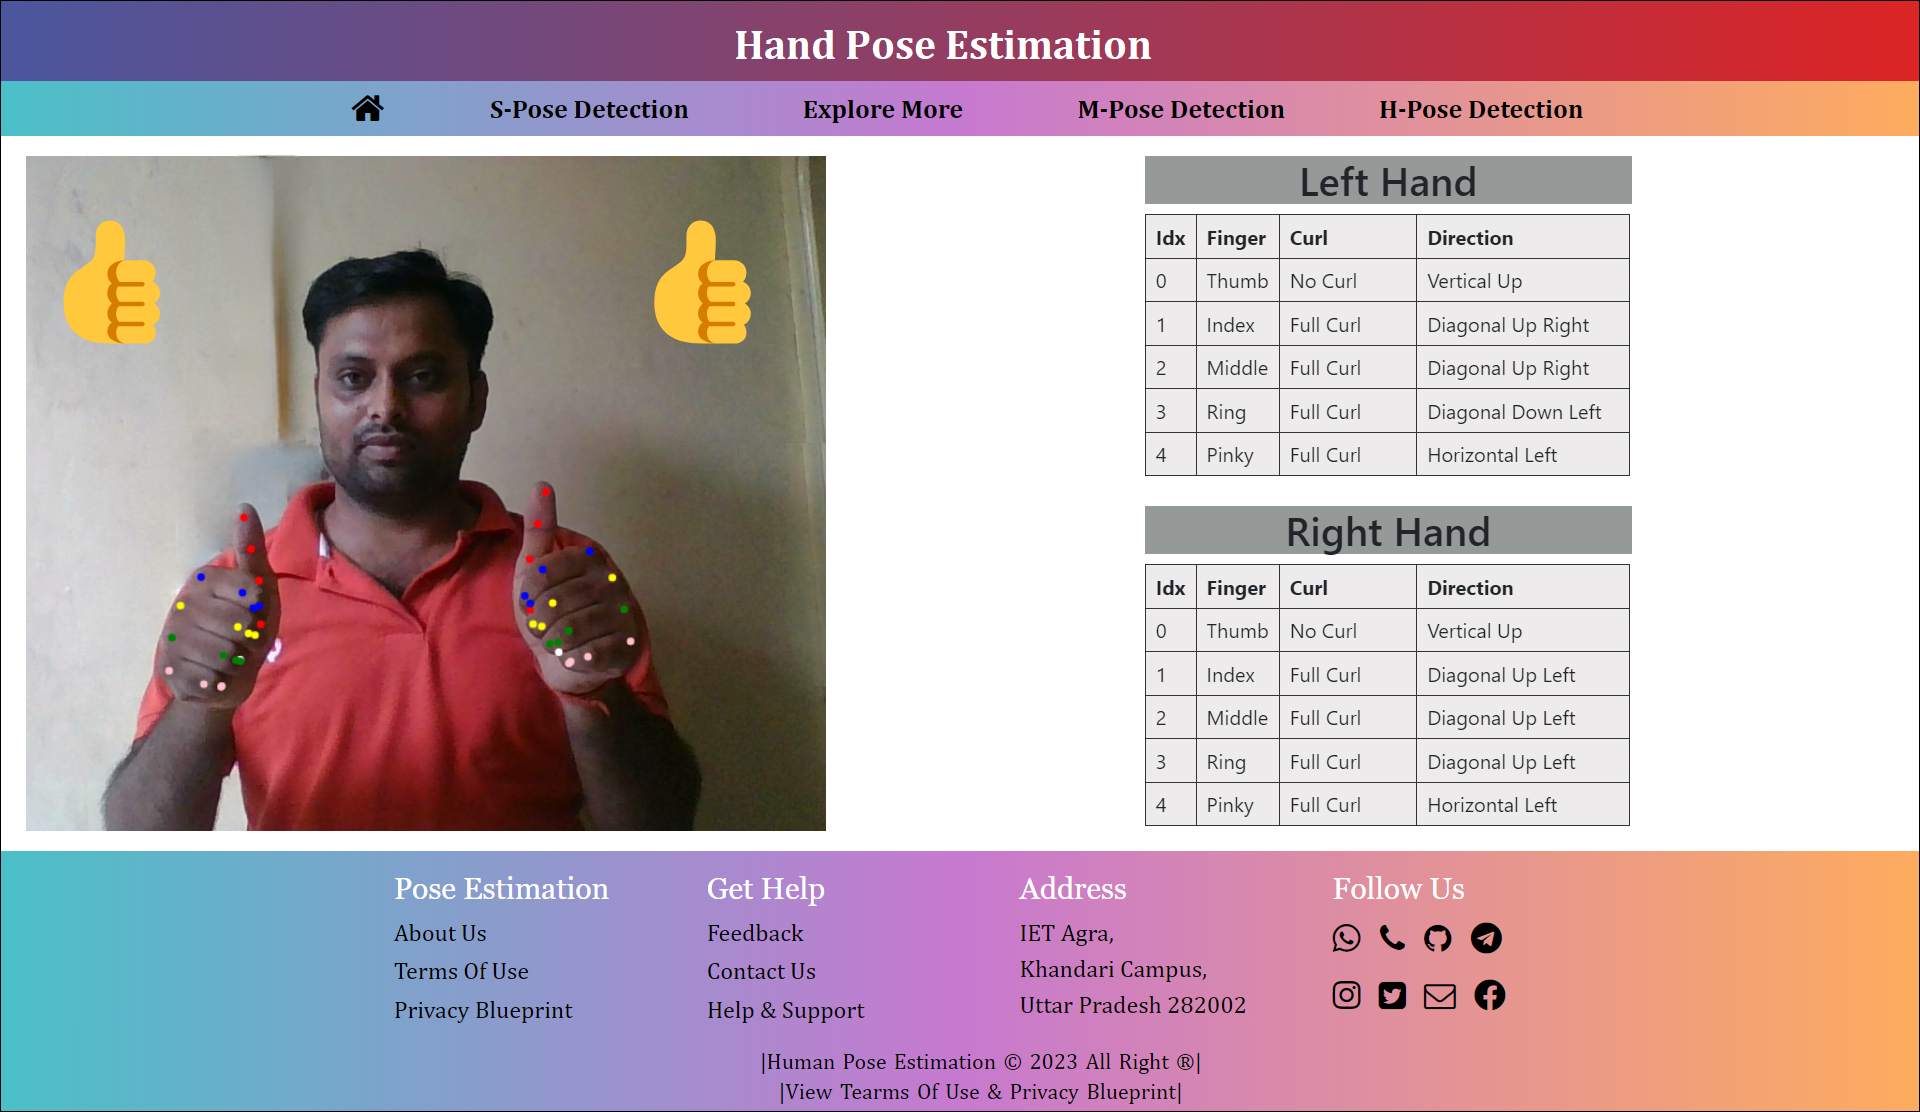 Hand Pose Estimation
S-Pose Detection Explore More M-Pose Detection H-Pose Detection
Left Hand
Idx Finger Curl Direction
0 Thumb No Curl Vertical Up
1 Index Full Curl Diagonal Up Right
2 Middle Full Curl Diagonal Up Right
3 Ring Full Curl Diagonal Down Left
4 Pinky Full Curl Horizontal Left
Right Hand
Idx Finger Curl Direction
0 Thumb No Curl Vertical Up
1 Index Full Curl Diagonal Up Left
2 Middle Full Curl Diagonal Up Left
3 Ring Full Curl Diagonal Up Left
4 Pinky Full Curl Horizontal Left
Pose Estimation
About Us
Terms Of Use
Privacy Blueprint
Get Help
Feedback
Contact Us
Help & Support
Address
IET Agra,
Khandari Campus,
Uttar Pradesh 282002
Follow Us
|Human Pose Estimation © 2023 All Right ®|
|View Tearms Of Use & Privacy Blueprint|